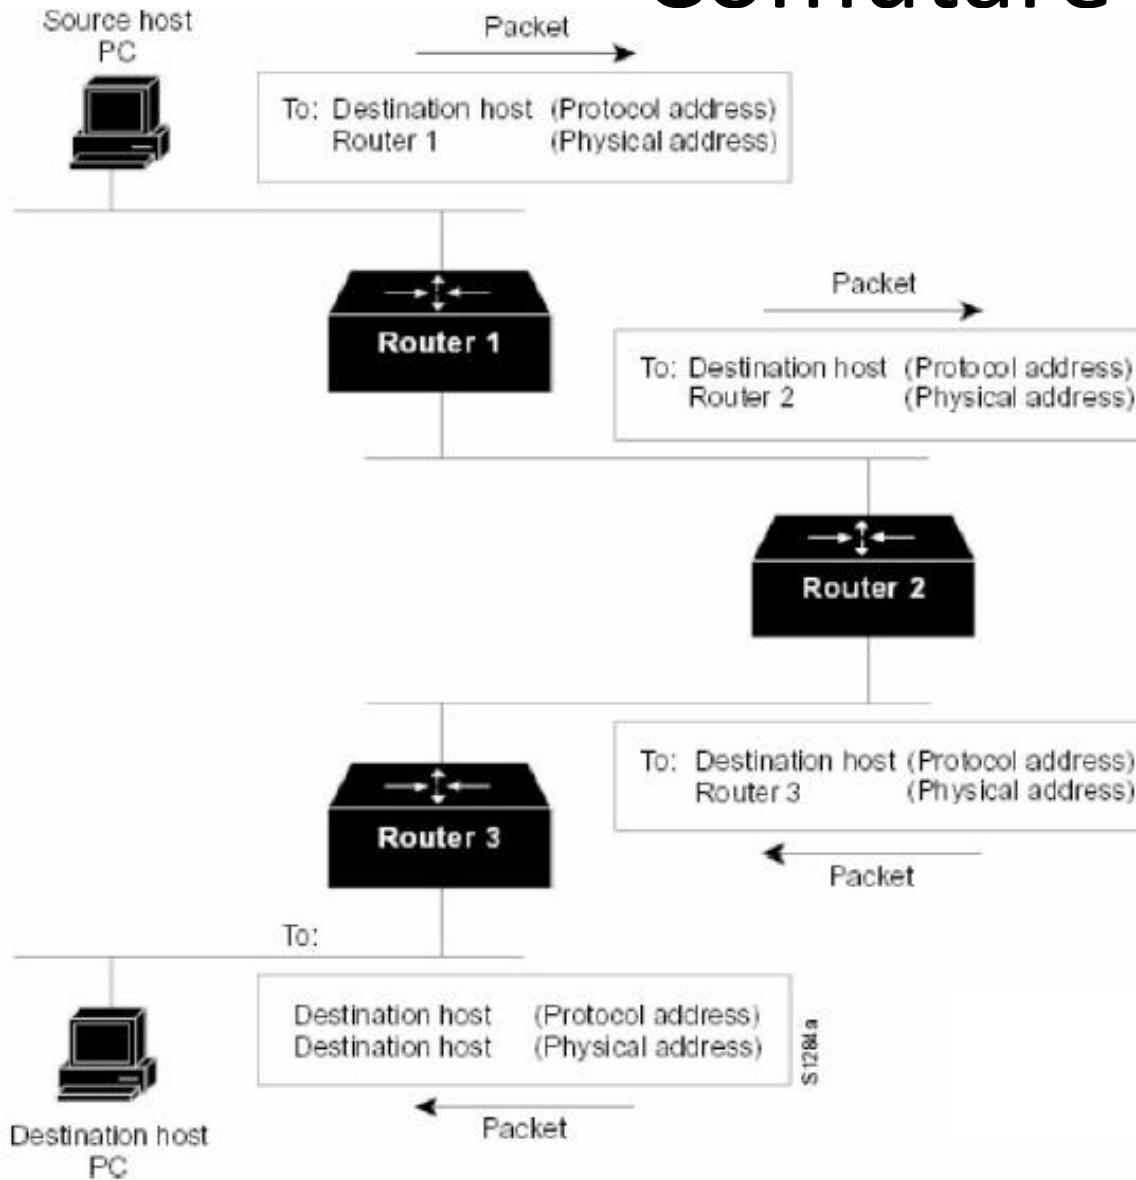 Source host
PC
Packet
To: Destination host (Protocol address)
Router 1 (Physical address)
Router 1
Packet
To: Destination host (Protocol address)
Router 2 (Physical address)
Router 2
To: Destination host (Protocol address)
Router 3 (Physical address)
Packet
Router 3
To:
Destination host (Protocol address)
Destination host (Physical address)
S1284a
Packet
Destination host
PC